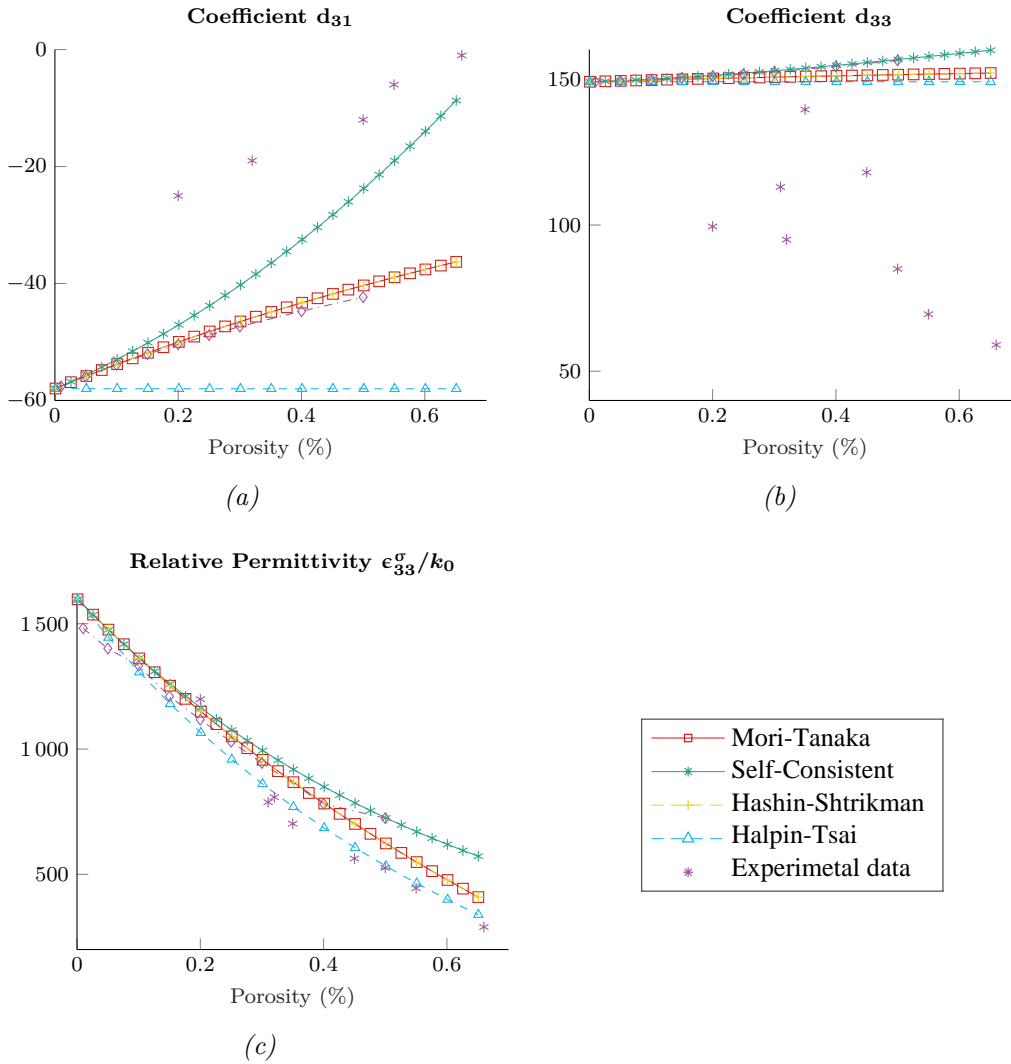 Coefficient d31
0
−20
−40
−60
0
0.2
0.4
0.6
Porosity (%)
(a)
Coefficient d33
150
100
50
0
0.2
0.4
0.6
Porosity (%)
(b)
Relative Permittivity ϵσ33/k0
1 500
1 000
500
0
0.2
0.4
0.6
Porosity (%)
(c)
Mori-Tanaka
Self-Consistent
Hashin-Shtrikman
Halpin-Tsai
Experimetal data